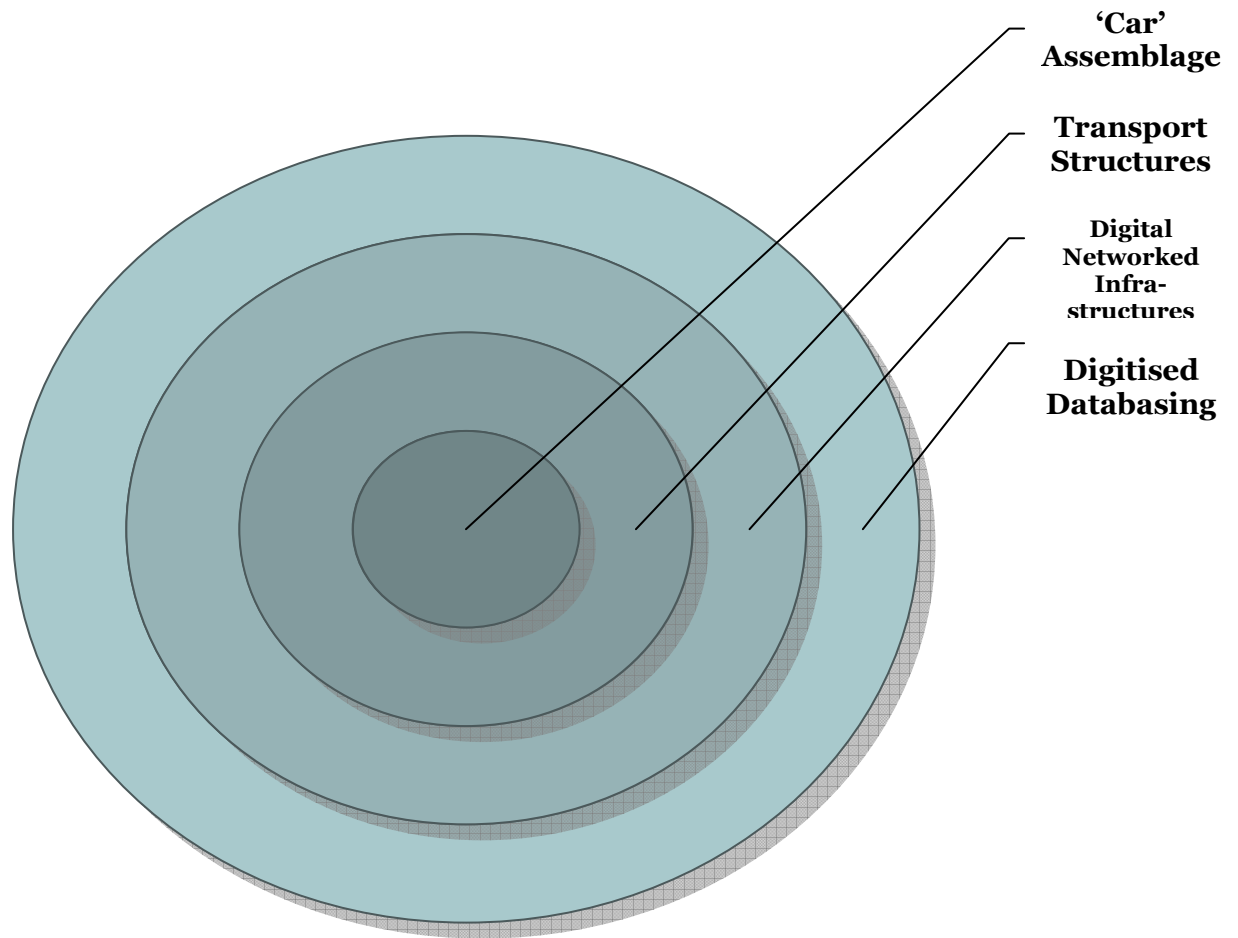 ‘Car’
Assemblage
Transport
Structures
Digital
Networked
Infra-
structures
Digitised
Databasing